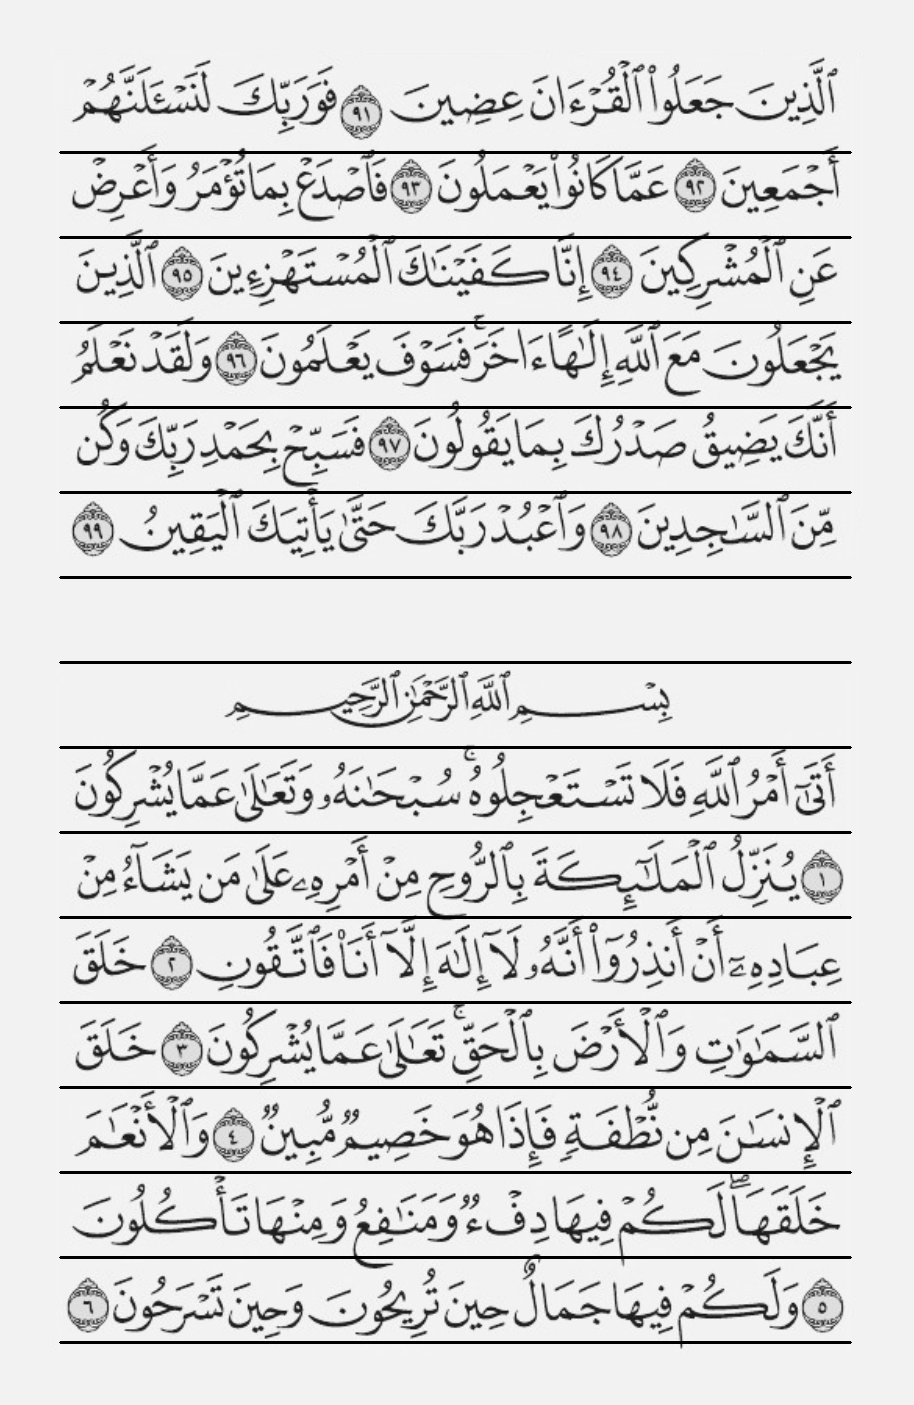 ٱلَّذِينَ جَعَلُوا۟ ٱلْقُرْءَانَ عِضِينَ ٩١ فَوَرَبِّكَ لَنَسْـَٔلَنَّهُمْ
أَجْمَعِينَ ٩٢ عَمَّا كَانُوا۟ يَعْمَلُونَ ٩٣ فَٱصْدَعْ بِمَا تُؤْمَرُ وَأَعْرِضْ
عَنِ ٱلْمُشْرِكِينَ ٩٤ إِنَّا كَفَيْنَٰكَ ٱلْمُسْتَهْزِءِينَ ٩٥ ٱلَّذِينَ
يَجْعَلُونَ مَعَ ٱللَّهِ إِلَٰهًا ءَاخَرَ ۚ فَسَوْفَ يَعْلَمُونَ ٩٦ وَلَقَدْ نَعْلَمُ
أَنَّكَ يَضِيقُ صَدْرُكَ بِمَا يَقُولُونَ ٩٧ فَسَبِّحْ بِحَمْدِ رَبِّكَ وَكُن
مِّنَ ٱلسَّٰجِدِينَ ٩٨ وَٱعْبُدْ رَبَّكَ حَتَّىٰ يَأْتِيَكَ ٱلْيَقِينُ ٩٩
بِسْمِ ٱللَّهِ ٱلرَّحْمَٰنِ ٱلرَّحِيمِ
أَتَىٰٓ أَمْرُ ٱللَّهِ فَلَا تَسْتَعْجِلُوهُ ۚ سُبْحَٰنَهُۥ وَتَعَٰلَىٰ عَمَّا يُشْرِكُونَ
١ يُنَزِّلُ ٱلْمَلَٰٓئِكَةَ بِٱلرُّوحِ مِنْ أَمْرِهِۦ عَلَىٰ مَن يَشَآءُ مِنْ
عِبَادِهِۦٓ أَنْ أَنذِرُوٓا۟ أَنَّهُۥ لَآ إِلَٰهَ إِلَّآ أَنَا۠ فَٱتَّقُونِ ٢ خَلَقَ
ٱلسَّمَٰوَٰتِ وَٱلْأَرْضَ بِٱلْحَقِّ ۚ تَعَٰلَىٰ عَمَّا يُشْرِكُونَ ٣ خَلَقَ
ٱلْإِنسَٰنَ مِن نُّطْفَةٍ فَإِذَا هُوَ خَصِيمٌ مُّبِينٌ ٤ وَٱلْأَنْعَٰمَ
خَلَقَهَا ۗ لَكُمْ فِيهَا دِفْءٌ وَمَنَٰفِعُ وَمِنْهَا تَأْكُلُونَ
٥ وَلَكُمْ فِيهَا جَمَالٌ حِينَ تُرِيحُونَ وَحِينَ تَسْرَحُونَ ٦